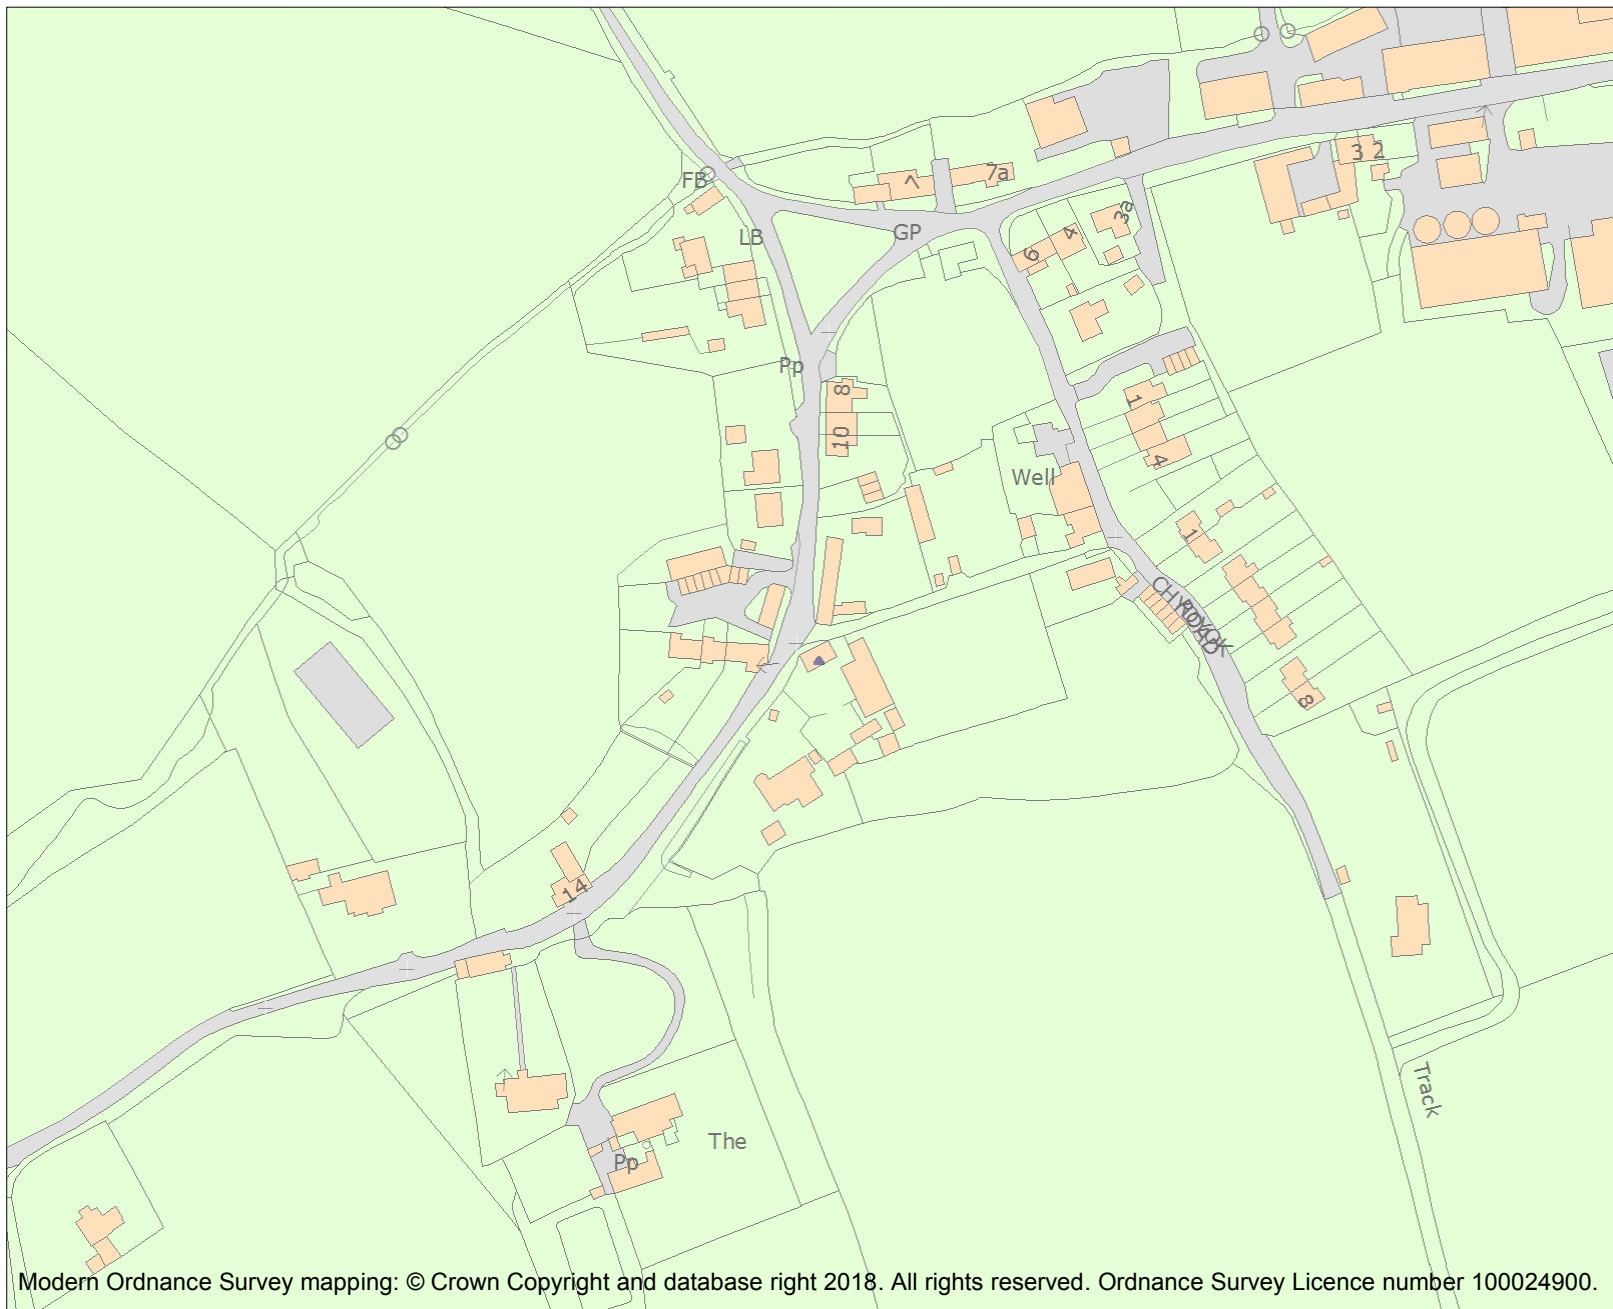 FB
7a
3 2
3a
LB
GP
4
6
Pp
8
1
10
4
Well
1
CHYROCK
ROAD
8
14
Track
The
Pp
Modern Ordnance Survey mapping: © Crown Copyright and database right 2018. All rights reserved. Ordnance Survey Licence number 100024900.